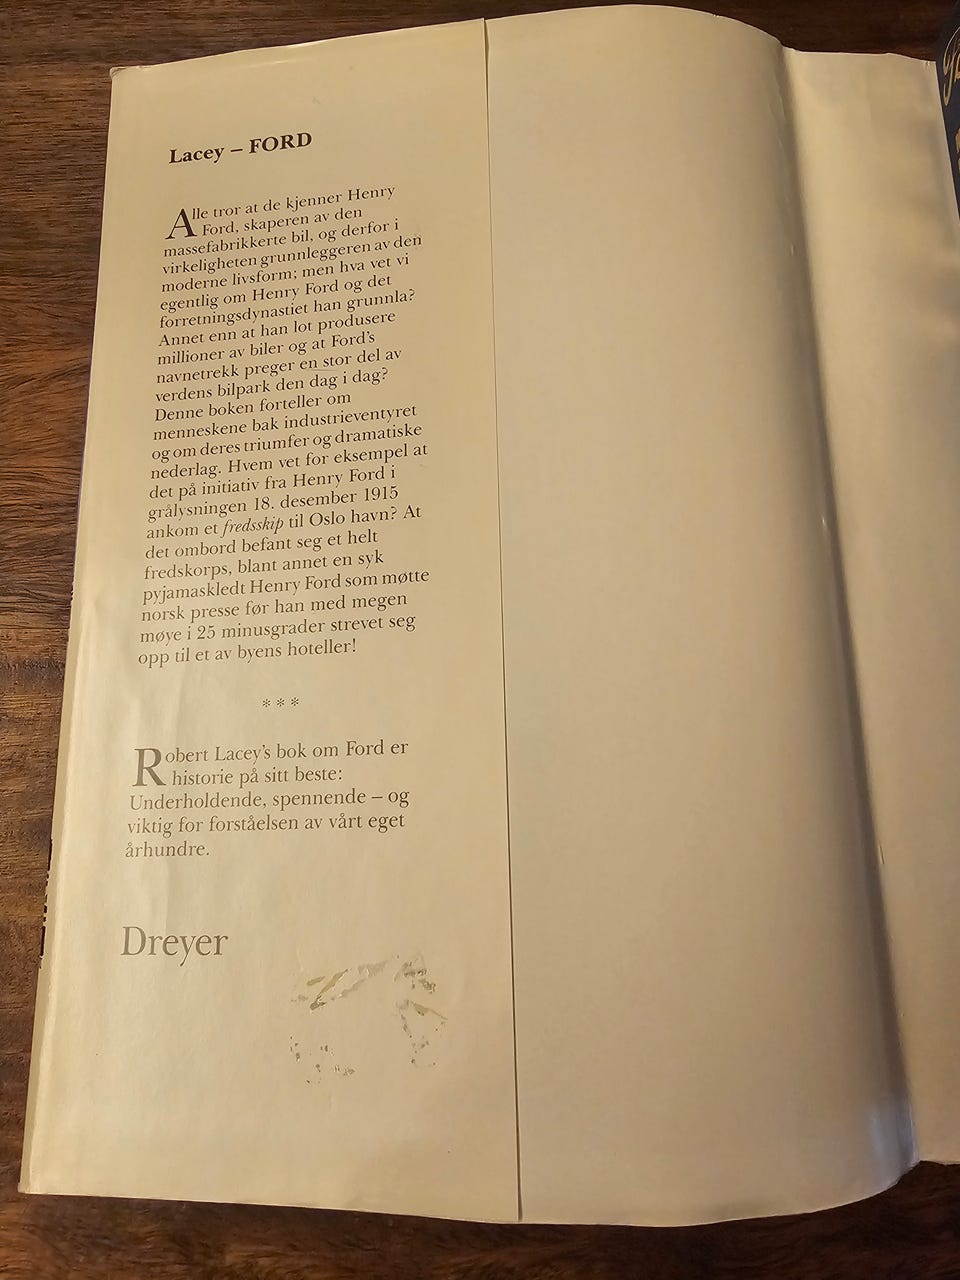 Lacey – FORD
Alle tror at de kjenner Henry
Ford, skaperen av den
massefabrikkerte bil, og derfor i
virkeligheten grunnleggeren av den
moderne livsform; men hva vet vi
egentlig om Henry Ford og det
forretningsdynastiet han grunnla?
Annet enn at han lot produsere
millioner av biler og at Ford's
navnetrekk preger en stor del av
verdens bilpark den dag i dag?
Denne boken forteller om
menneskene bak industrieventyret
og om deres triumfer og dramatiske
nederlag. Hvem vet for eksempel at
det på initiativ fra Henry Ford i
grålysningen 18. desember 1915
ankom et fredsskip til Oslo havn? At
det ombord befant seg et helt
fredskorps, blant annet en syk
pyjamaskledt Henry Ford som møtte
norsk presse før han med megen
møye i 25 minusgrader strevet seg
opp til et av byens hoteller!
* * *
Robert Lacey's bok om Ford er
historie på sitt beste:
Underholdende, spennende – og
viktig for forståelsen av vårt eget
århundre.
Dreyer